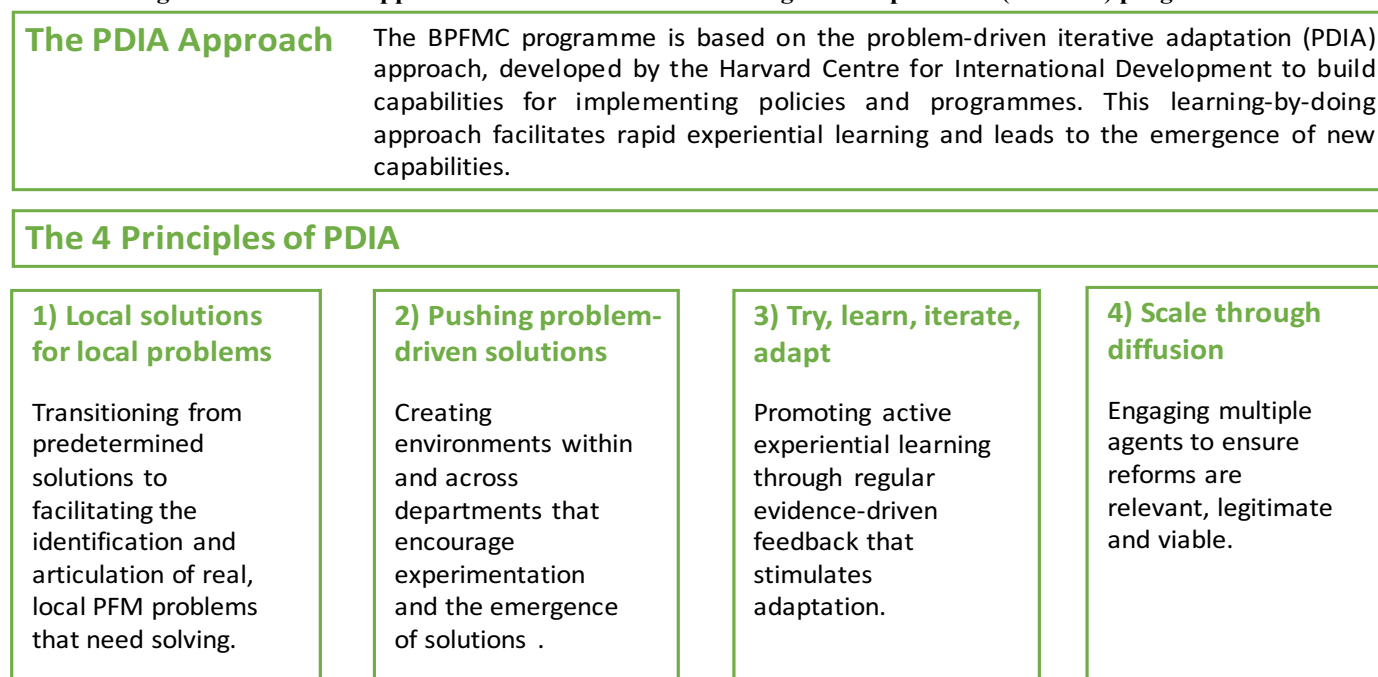 The PDIA Approach
The BPFMC programme is based on the problem-driven iterative adaptation (PDIA)
approach, developed by the Harvard Centre for International Development to build
capabilities for implementing policies and programmes. This learning-by-doing
approach facilitates rapid experiential learning and leads to the emergence of new
capabilities.
The 4 Principles of PDIA
1) Local solutions
for local problems
Transitioning from
predetermined
solutions to
facilitating the
identification and
articulation of real,
local PFM problems
that need solving.
2) Pushing problem-
driven solutions
Creating
environments within
and across
departments that
encourage
experimentation
and the emergence
of solutions .
3) Try, learn, iterate,
adapt
Promoting active
experiential learning
through regular
evidence-driven
feedback that
stimulates
adaptation.
4) Scale through
diffusion
Engaging multiple
agents to ensure
reforms are
relevant, legitimate
and viable.